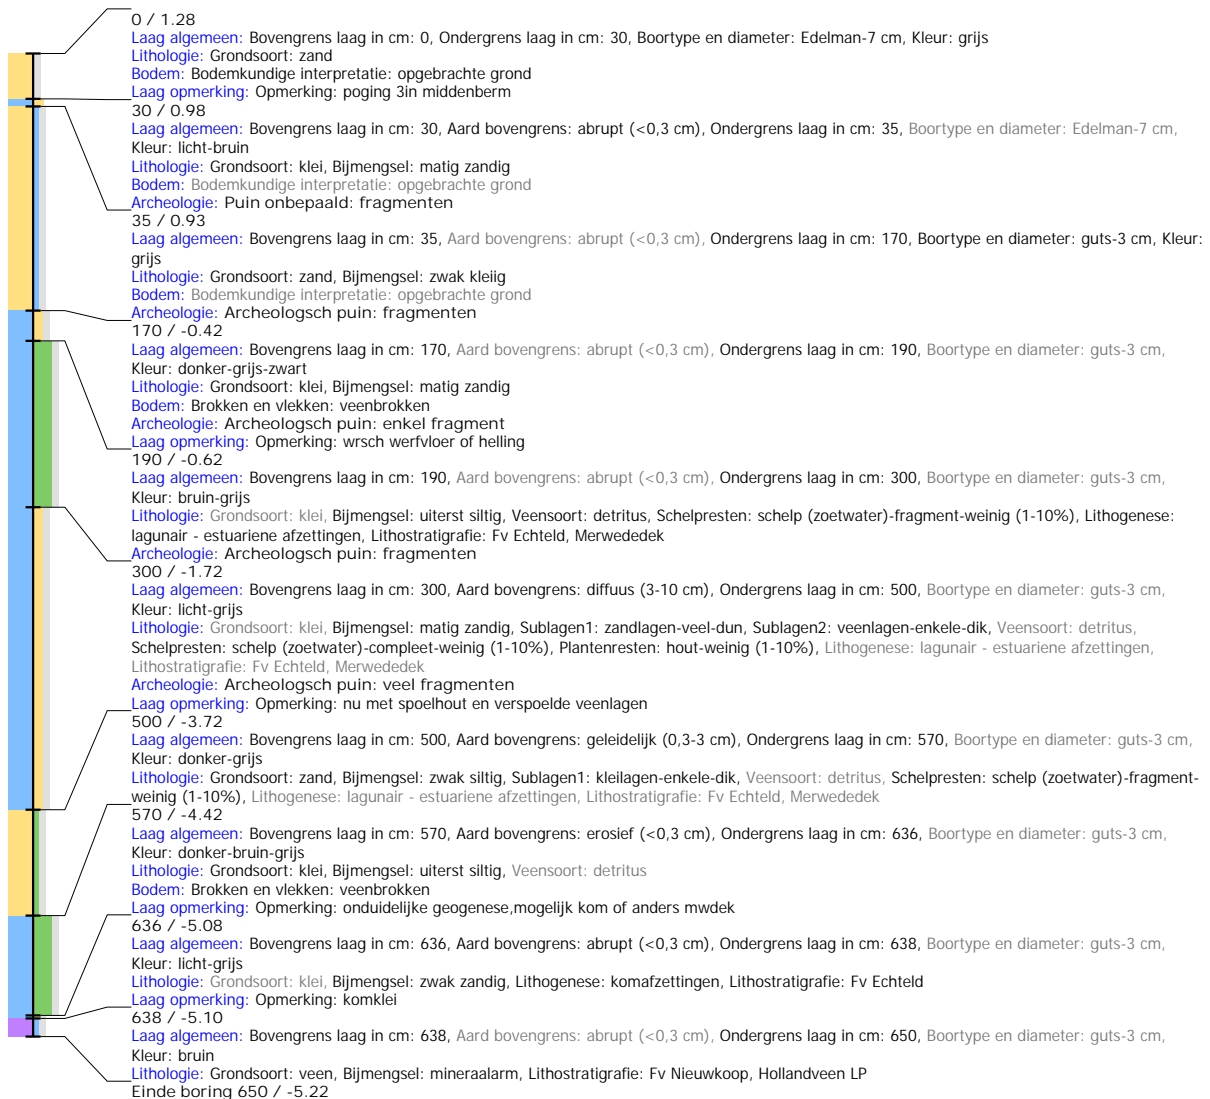 0 / 1.28
Laag algemeen: Bovengrens laag in cm: 0, Ondergrens laag in cm: 30, Boortype en diameter: Edelman-7 cm, Kleur: grijs
Lithologie: Grondsoort: zand
Bodem: Bodemkundige interpretatie: opgebrachte grond
Laag opmerking: Opmerking: poging 3in middenberm
30 / 0.98
Laag algemeen: Bovengrens laag in cm: 30, Aard bovengrens: abrupt (<0,3 cm), Ondergrens laag in cm: 35, Boortype en diameter: Edelman-7 cm,
Kleur: licht-bruin
Lithologie: Grondsoort: klei, Bijmengsel: matig zandig
Bodem: Bodemkundige interpretatie: opgebrachte grond
Archeologie: Puin onbepaald: fragmenten
35 / 0.93
Laag algemeen: Bovengrens laag in cm: 35, Aard bovengrens: abrupt (<0,3 cm), Ondergrens laag in cm: 170, Boortype en diameter: guts-3 cm, Kleur:
grijs
Lithologie: Grondsoort: zand, Bijmengsel: zwak kleiig
Bodem: Bodemkundige interpretatie: opgebrachte grond
Archeologie: Archeologsch puin: fragmenten
170 / -0.42
Laag algemeen: Bovengrens laag in cm: 170, Aard bovengrens: abrupt (<0,3 cm), Ondergrens laag in cm: 190, Boortype en diameter: guts-3 cm,
Kleur: donker-grijs-zwart
Lithologie: Grondsoort: klei, Bijmengsel: matig zandig
Bodem: Brokken en vlekken: veenbrokken
Archeologie: Archeologsch puin: enkel fragment
Laag opmerking: Opmerking: wrsch werfvloer of helling
190 / -0.62
Laag algemeen: Bovengrens laag in cm: 190, Aard bovengrens: abrupt (<0,3 cm), Ondergrens laag in cm: 300, Boortype en diameter: guts-3 cm,
Kleur: bruin-grijs
Lithologie: Grondsoort: klei, Bijmengsel: uiterst siltig, Veensoort: detritus, Schelpresten: schelp (zoetwater)-fragment-weinig (1-10%), Lithogenese:
lagunair - estuariene afzettingen, Lithostratigrafie: Fv Echteld, Merwededek
Archeologie: Archeologsch puin: fragmenten
300 / -1.72
Laag algemeen: Bovengrens laag in cm: 300, Aard bovengrens: diffuus (3-10 cm), Ondergrens laag in cm: 500, Boortype en diameter: guts-3 cm,
Kleur: licht-grijs
Lithologie: Grondsoort: klei, Bijmengsel: matig zandig, Sublagen1: zandlagen-veel-dun, Sublagen2: veenlagen-enkele-dik, Veensoort: detritus,
Schelpresten: schelp (zoetwater)-compleet-weinig (1-10%), Plantenresten: hout-weinig (1-10%), Lithogenese: lagunair - estuariene afzettingen,
Lithostratigrafie: Fv Echteld, Merwededek
Archeologie: Archeologsch puin: veel fragmenten
Laag opmerking: Opmerking: nu met spoelhout en verspoelde veenlagen
500 / -3.72
Laag algemeen: Bovengrens laag in cm: 500, Aard bovengrens: geleidelijk (0,3-3 cm), Ondergrens laag in cm: 570, Boortype en diameter: guts-3 cm,
Kleur: donker-grijs
Lithologie: Grondsoort: zand, Bijmengsel: zwak siltig, Sublagen1: kleilagen-enkele-dik, Veensoort: detritus, Schelpresten: schelp (zoetwater)-fragment-
weinig (1-10%), Lithogenese: lagunair - estuariene afzettingen, Lithostratigrafie: Fv Echteld, Merwededek
570 / -4.42
Laag algemeen: Bovengrens laag in cm: 570, Aard bovengrens: erosief (<0,3 cm), Ondergrens laag in cm: 636, Boortype en diameter: guts-3 cm,
Kleur: donker-bruin-grijs
Lithologie: Grondsoort: klei, Bijmengsel: uiterst siltig, Veensoort: detritus
Bodem: Brokken en vlekken: veenbrokken
Laag opmerking: Opmerking: onduidelijke geogenese,mogelijk kom of anders mwdek
636 / -5.08
Laag algemeen: Bovengrens laag in cm: 636, Aard bovengrens: abrupt (<0,3 cm), Ondergrens laag in cm: 638, Boortype en diameter: guts-3 cm,
Kleur: licht-grijs
Lithologie: Grondsoort: klei, Bijmengsel: zwak zandig, Lithogenese: komafzettingen, Lithostratigrafie: Fv Echteld
Laag opmerking: Opmerking: komklei
638 / -5.10
Laag algemeen: Bovengrens laag in cm: 638, Aard bovengrens: abrupt (<0,3 cm), Ondergrens laag in cm: 650, Boortype en diameter: guts-3 cm,
Kleur: bruin
Lithologie: Grondsoort: veen, Bijmengsel: mineraalarm, Lithostratigrafie: Fv Nieuwkoop, Hollandveen LP
Einde boring 650 / -5.22